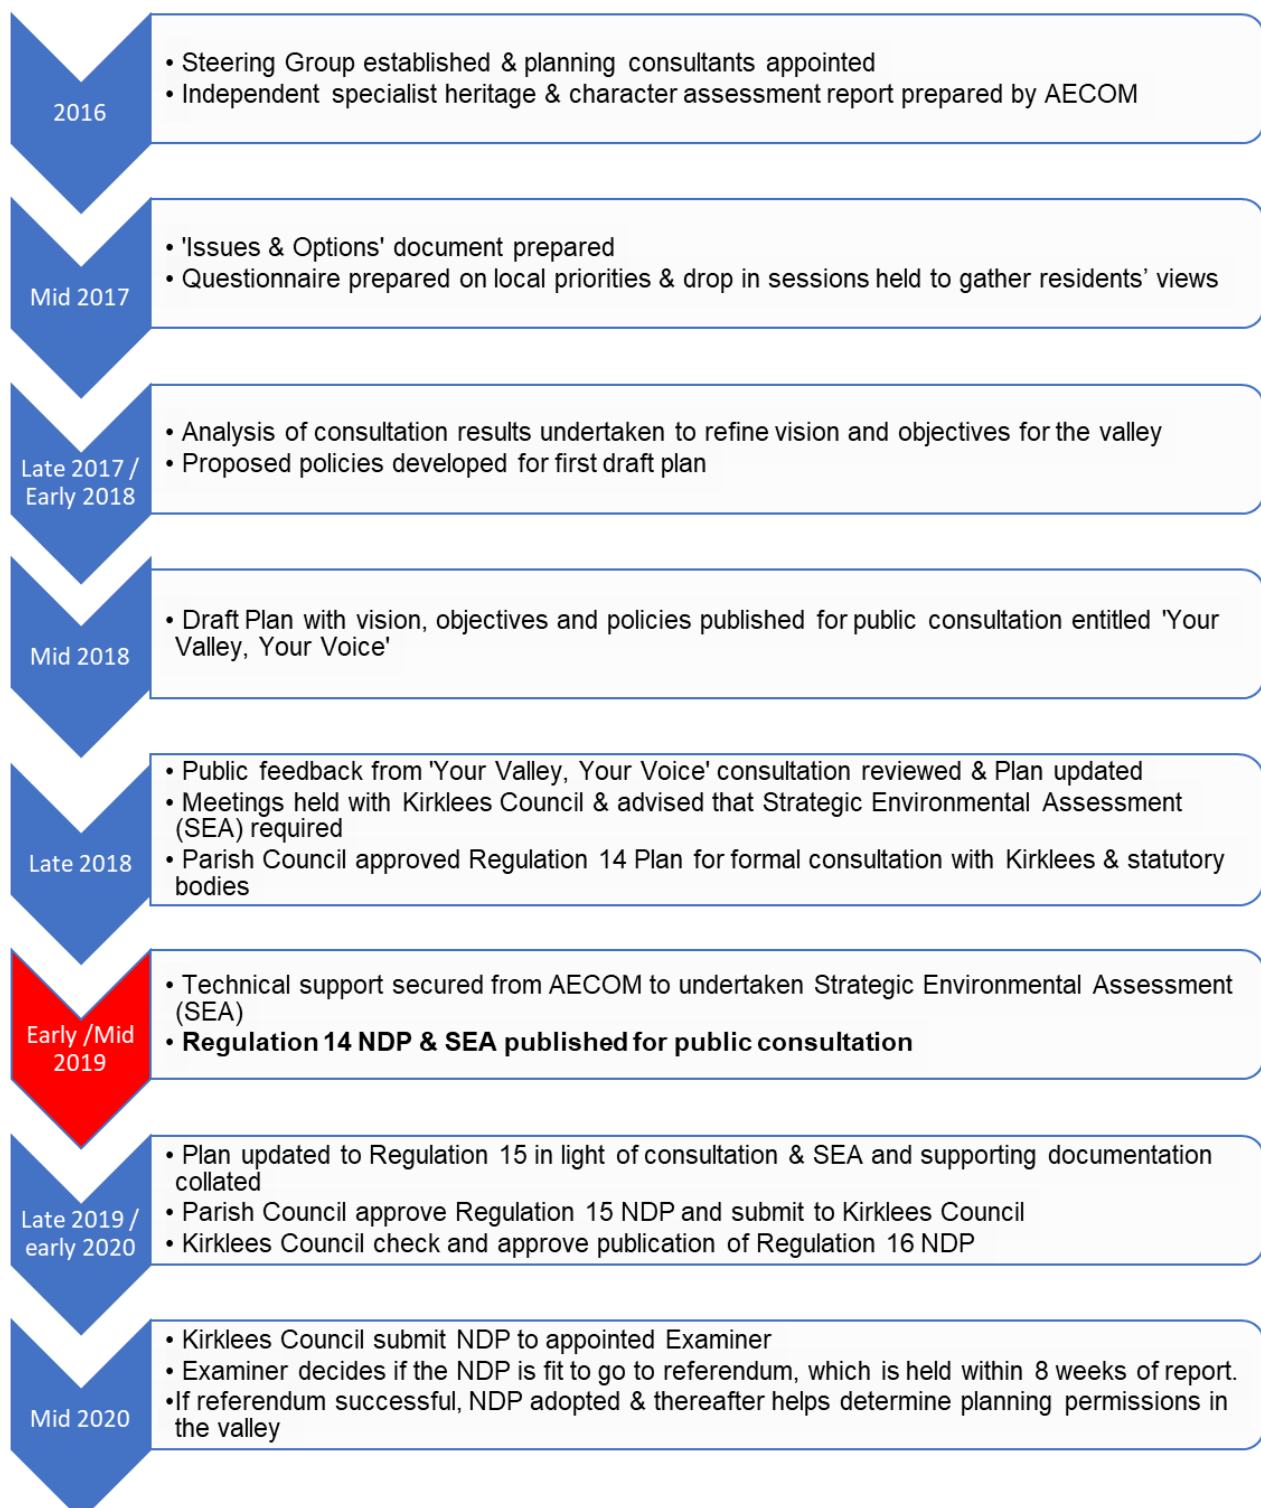 2016
• Steering Group established & planning consultants appointed
• Independent specialist heritage & character assessment report prepared by AECOM
Mid 2017
• 'Issues & Options' document prepared
• Questionnaire prepared on local priorities & drop in sessions held to gather residents’ views
Late 2017 /
Early 2018
• Analysis of consultation results undertaken to refine vision and objectives for the valley
• Proposed policies developed for first draft plan
Mid 2018
• Draft Plan with vision, objectives and policies published for public consultation entitled 'Your
Valley, Your Voice'
Late 2018
• Public feedback from 'Your Valley, Your Voice' consultation reviewed & Plan updated
• Meetings held with Kirklees Council & advised that Strategic Environmental Assessment
(SEA) required
• Parish Council approved Regulation 14 Plan for formal consultation with Kirklees & statutory
bodies
Early /Mid
2019
• Technical support secured from AECOM to undertaken Strategic Environmental Assessment
(SEA)
• Regulation 14 NDP & SEA published for public consultation
Late 2019 /
early 2020
• Plan updated to Regulation 15 in light of consultation & SEA and supporting documentation
collated
• Parish Council approve Regulation 15 NDP and submit to Kirklees Council
• Kirklees Council check and approve publication of Regulation 16 NDP
Mid 2020
• Kirklees Council submit NDP to appointed Examiner
• Examiner decides if the NDP is fit to go to referendum, which is held within 8 weeks of report.
•If referendum successful, NDP adopted & thereafter helps determine planning permissions in
the valley